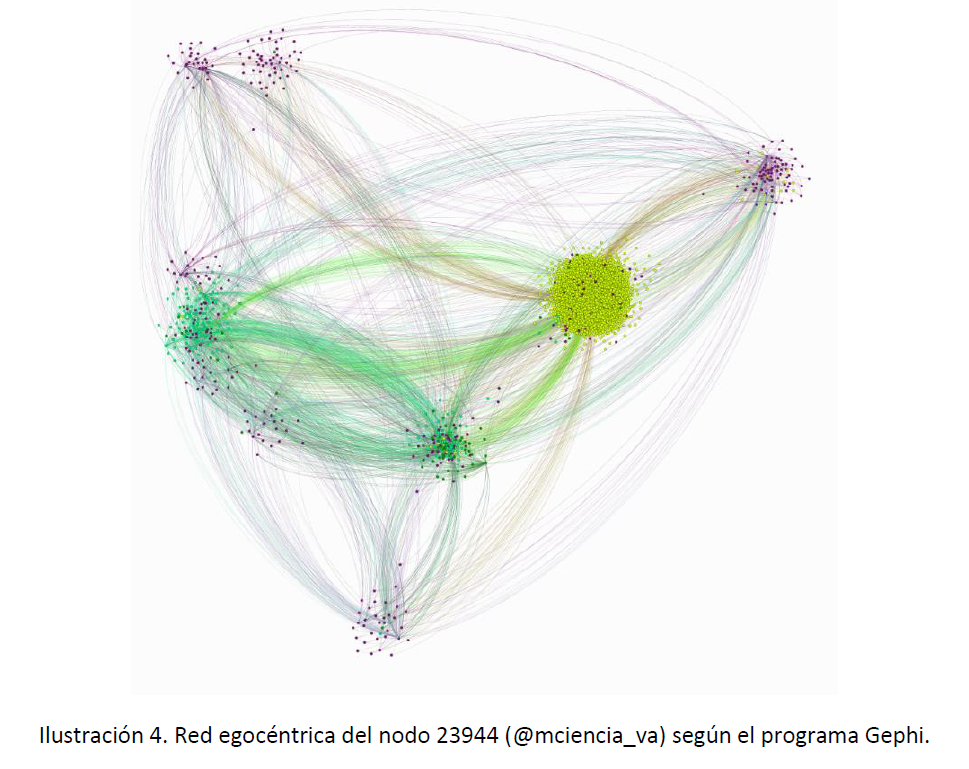 Ilustración 4. Red egocéntrica del nodo 23944 (@mciencia_va) según el programa Gephi.